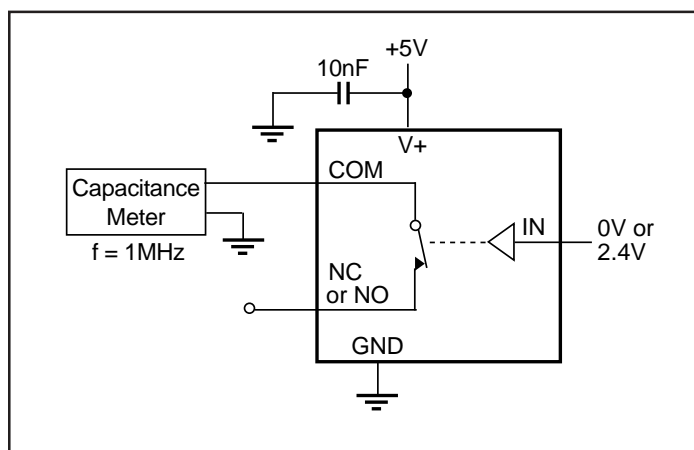 +5V
10nF
V+
COM
Capacitance
Meter
f = 1MHz
IN
0V or
2.4V
NC
or NO
GND